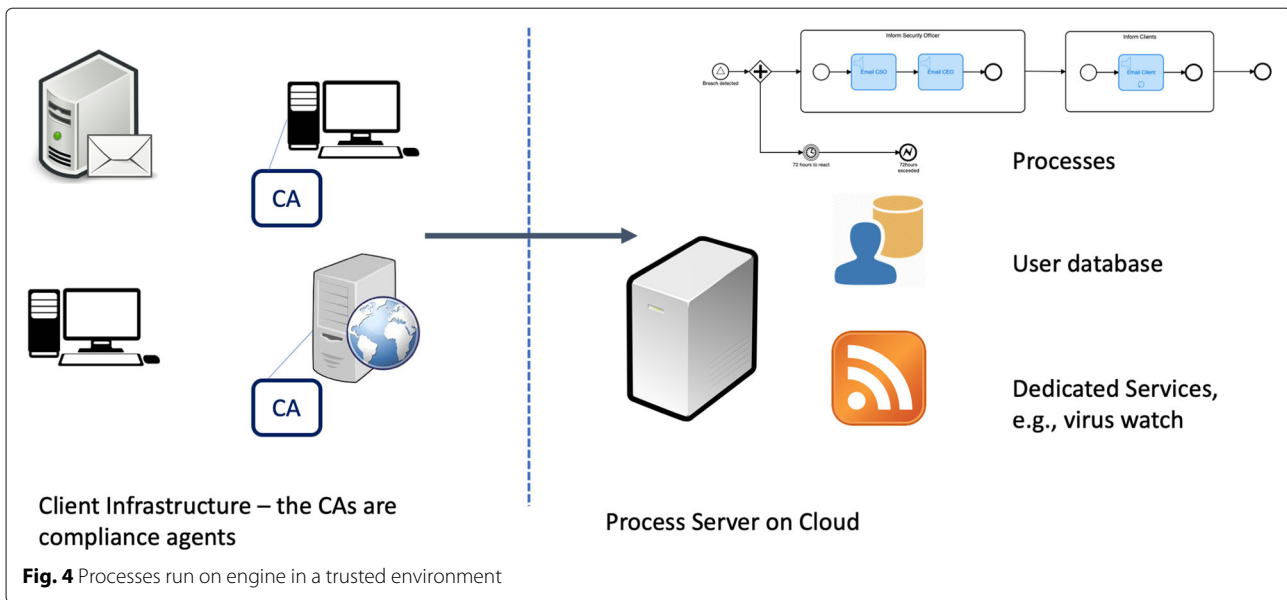 Inform Security Officer
Inform Clients
Email CSO
Email CEO
Email Client
Breach detected
72 hours to react
72hours
exceeded
Processes
CA
User database
CA
Dedicated Services,
e.g., virus watch
Client Infrastructure – the CAs are
compliance agents
Process Server on Cloud
Fig. 4 Processes run on engine in a trusted environment